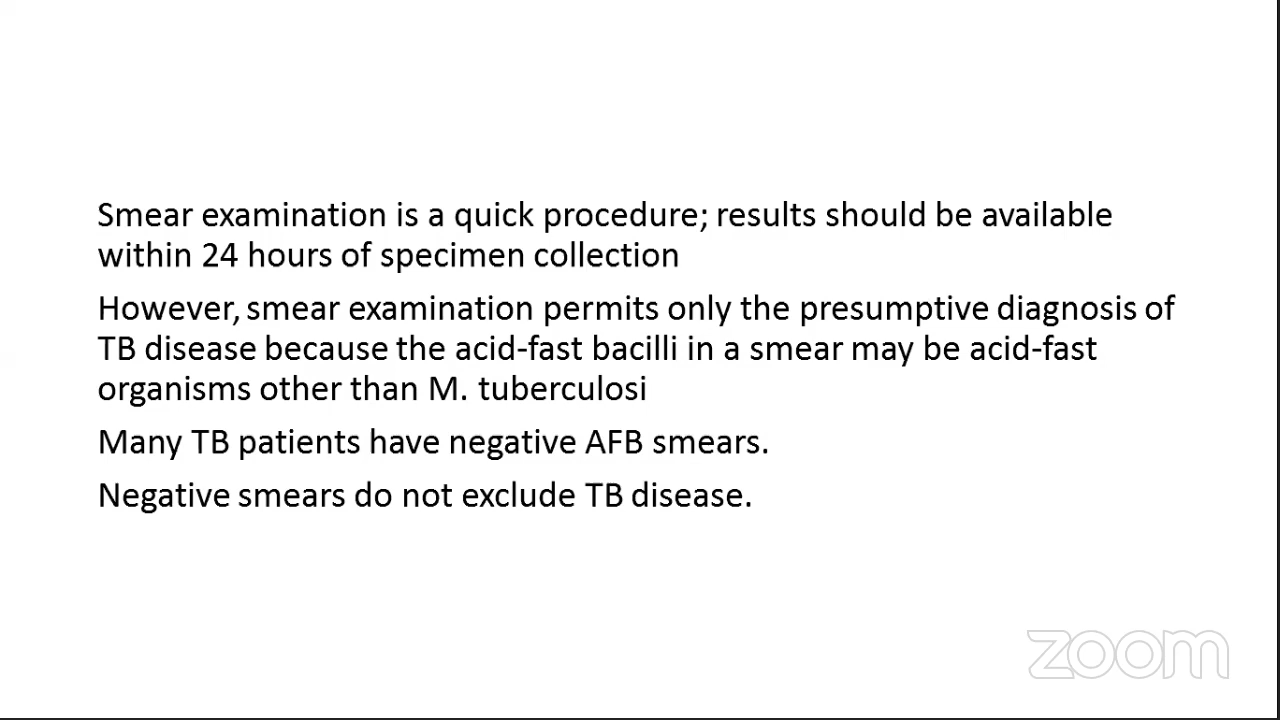 Smear examination is a quick procedure; results should be available
within 24 hours of specimen collection
However, smear examination permits only the presumptive diagnosis of
TB disease because the acid-fast bacilli in a smear may be acid-fast
organisms other than M. tuberculosi
Many TB patients have negative AFB smears.
Negative smears do not exclude TB disease.
zoom